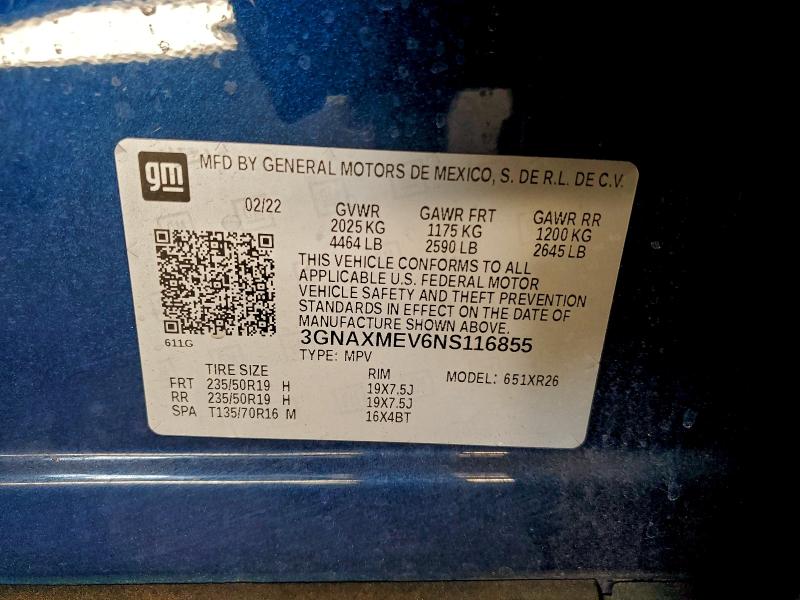 gm MFD BY GENERAL MOTORS DE MEXICO, S. DE R.L. DE C.V.
02/22 GVWR GAWR FRT GAWR RR
2025 KG 1175 KG 1200 KG
4464 LB 2590 LB 2645 LB
THIS VEHICLE CONFORMS TO ALL
APPLICABLE U.S. FEDERAL MOTOR
VEHICLE SAFETY AND THEFT PREVENTION
STANDARDS IN EFFECT ON THE DATE OF
MANUFACTURE SHOWN ABOVE.
611G 3GNAXMEV6NS116855
TYPE: MPV
TIRE SIZE RIM MODEL: 651XR26
FRT 235/50R19 H 19X7.5J
RR 235/50R19 H 19X7.5J
SPA T135/70R16 M 16X4BT